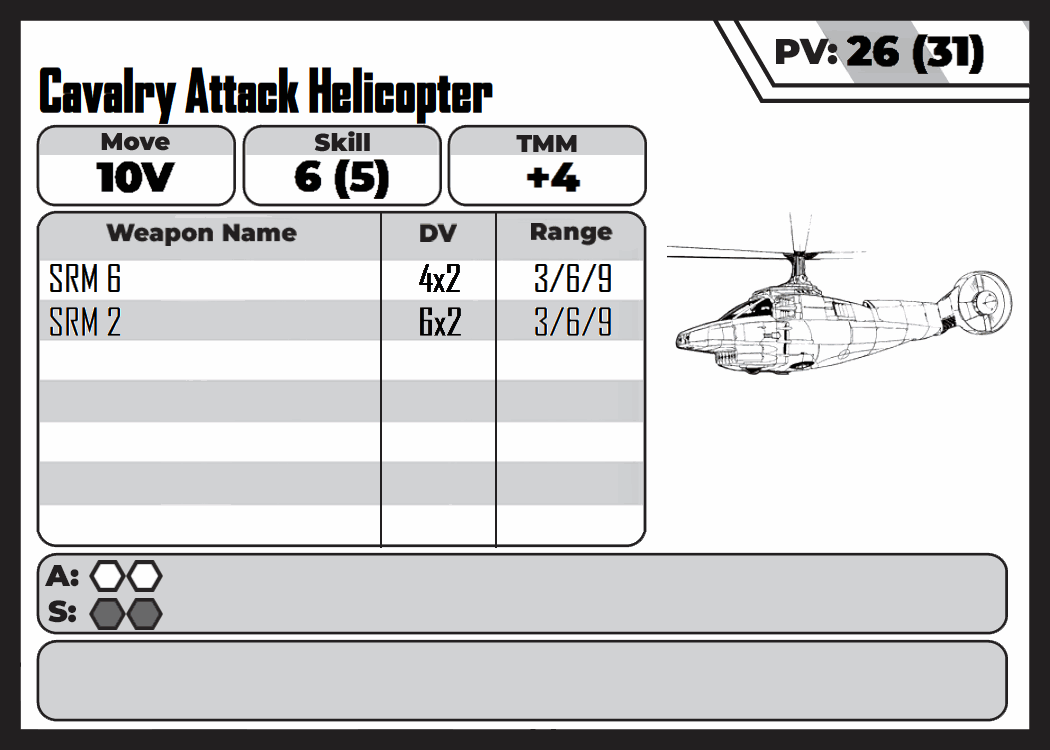 PV: 26 (31)
Cavalry Attack Helicopter
Move Skill TMM
10V 6 (5) +4
Weapon Name DV Range
SRM 6 4x2 3/6/9
SRM 2 6x2 3/6/9
A:
S: